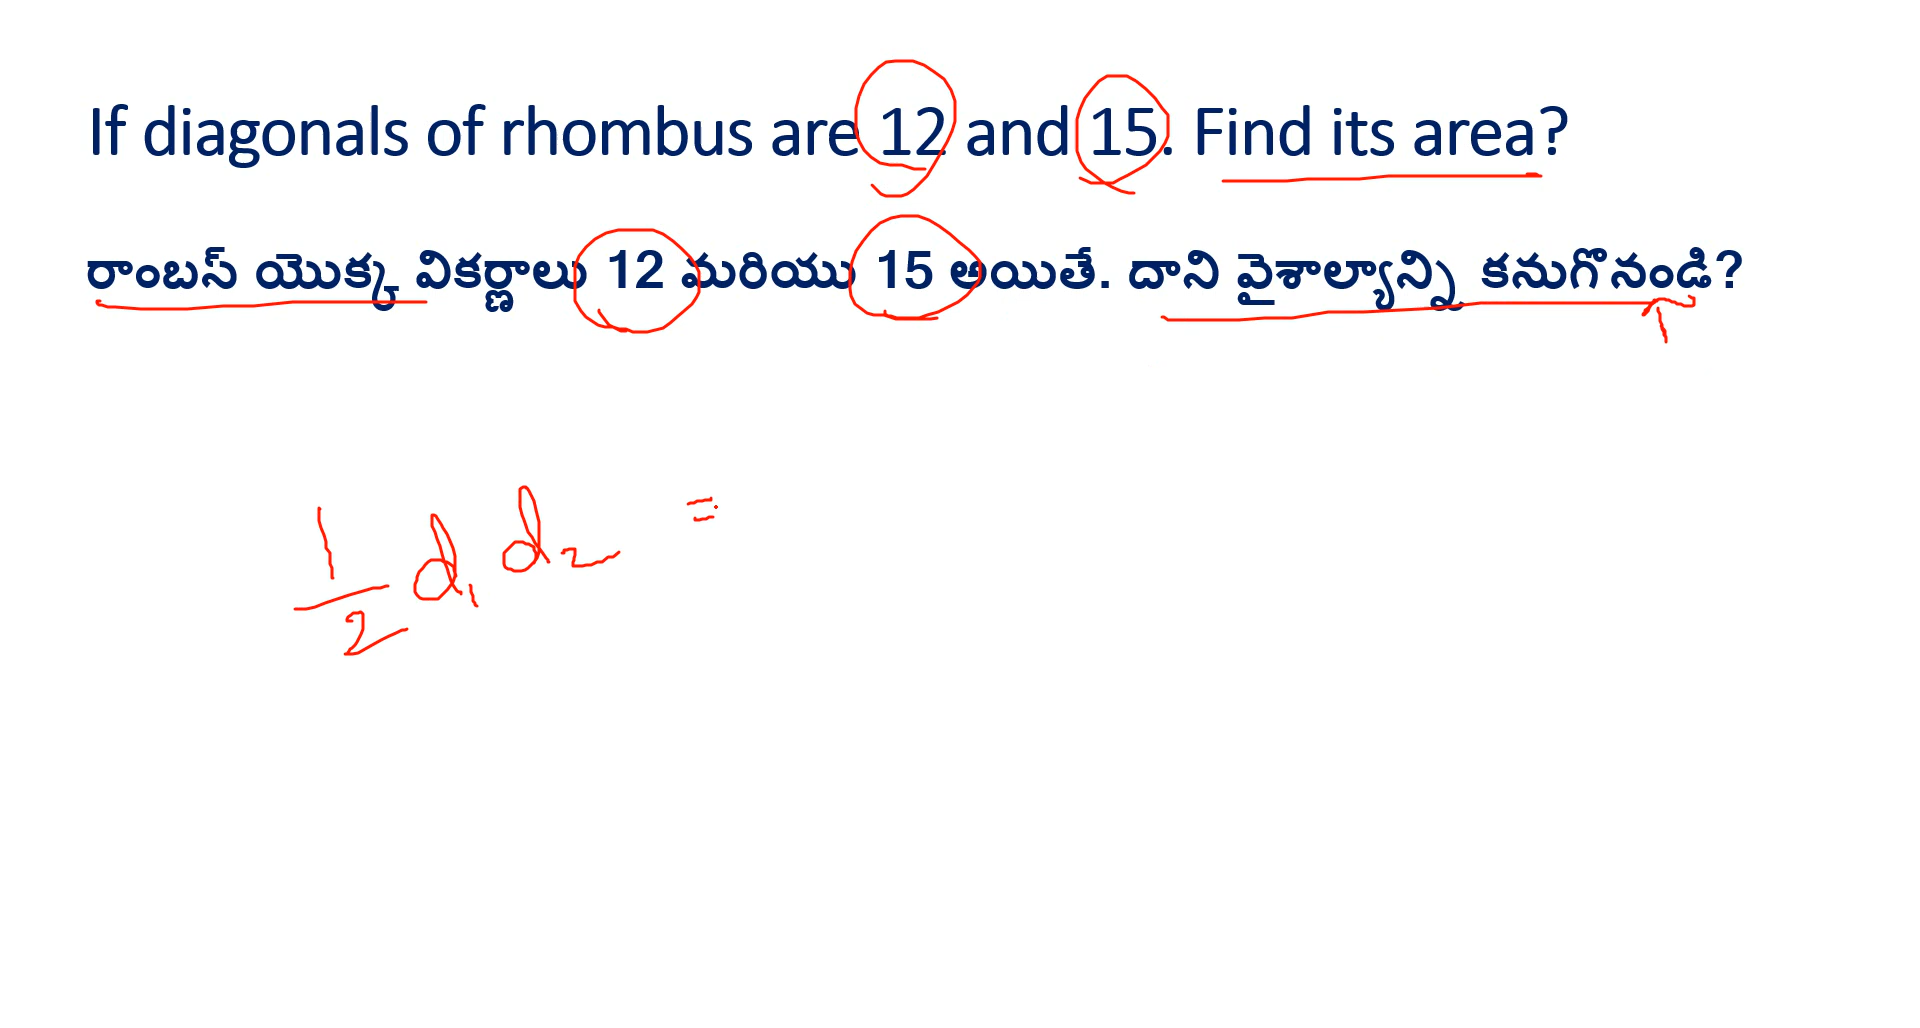 If diagonals of rhombus are 12 and 15. Find its area?
రాంబస్ యొక్క వికర్ణాలు 12 మరియు 15 అయితే. దాని వైశాల్యాన్ని కనుగొనండి?
1/2 d₁ d₂ =